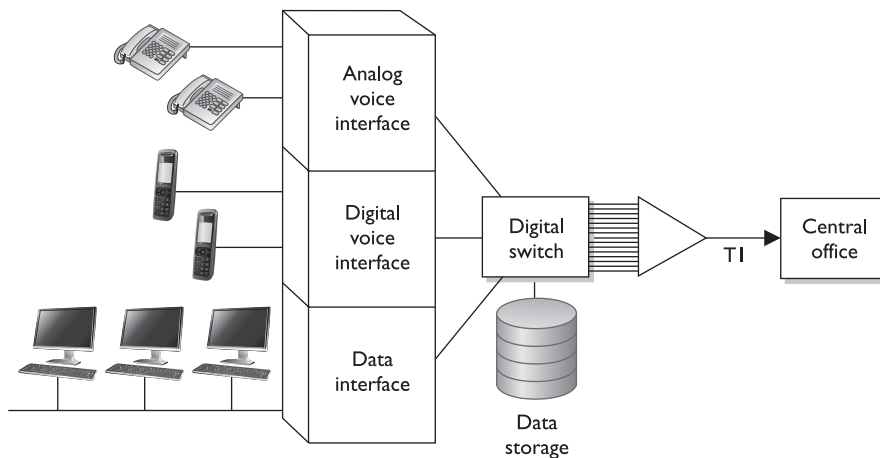 Analog
voice
interface
Digital
voice
interface
Data
interface
Digital
switch
Data
storage
T1
Central
office